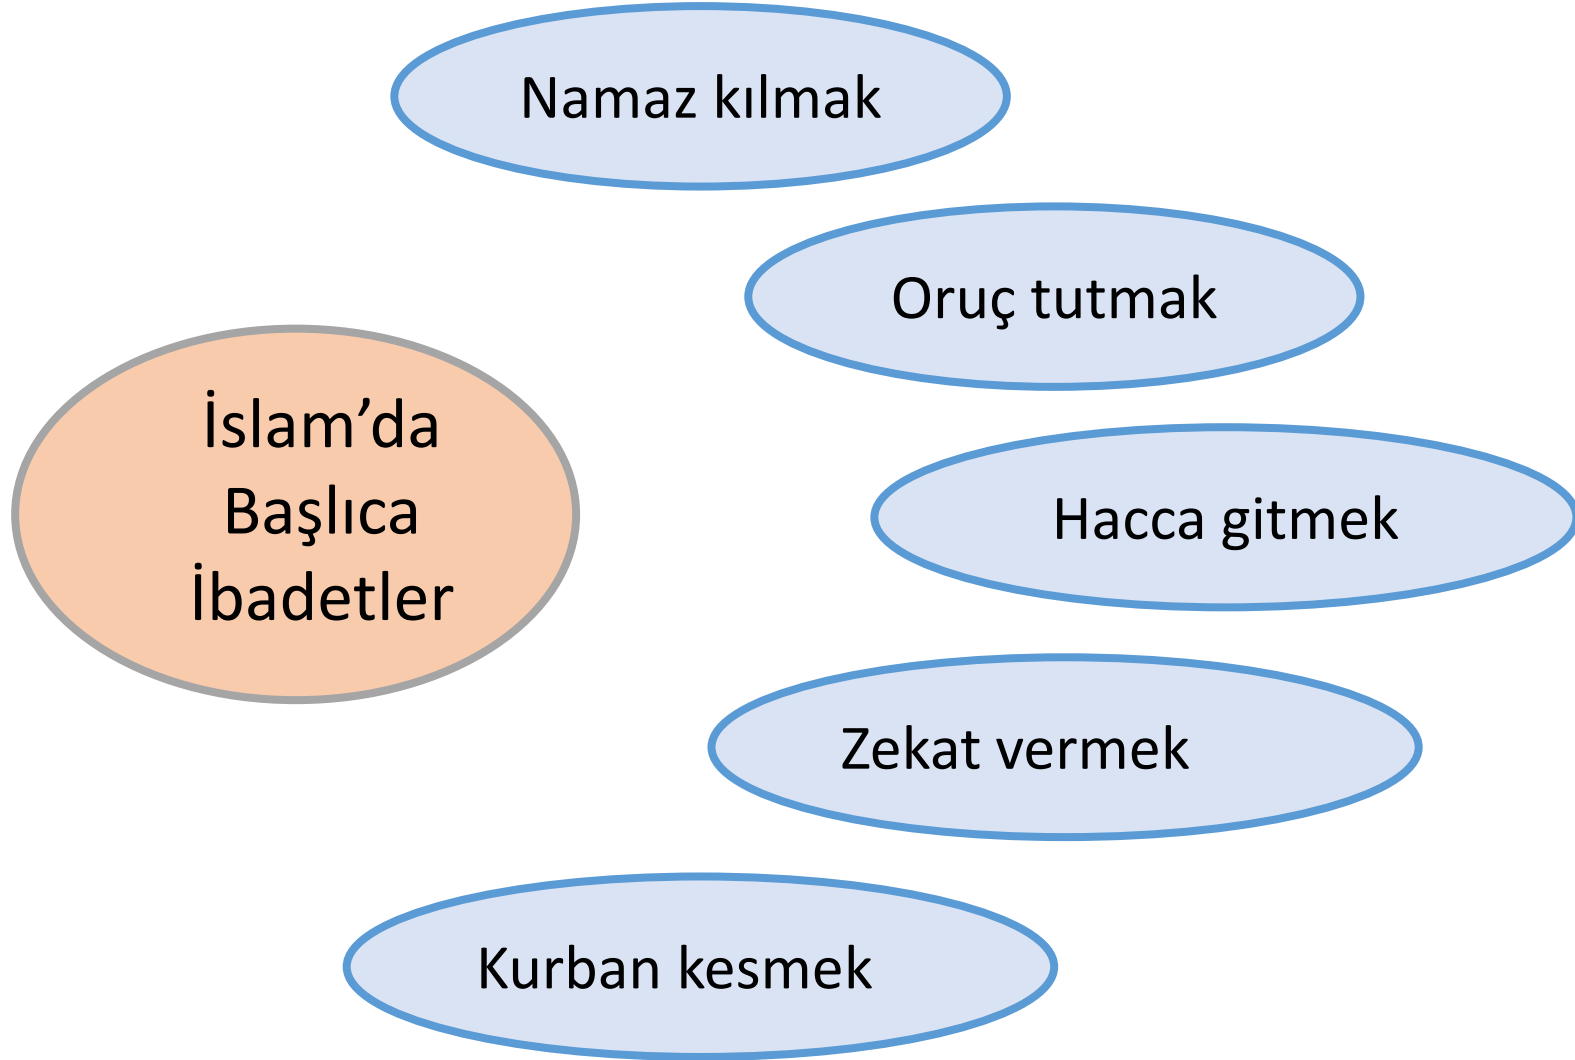 Namaz kılmak
Oruç tutmak
İslam’da
Başlıca
İbadetler
Hacca gitmek
Zekat vermek
Kurban kesmek